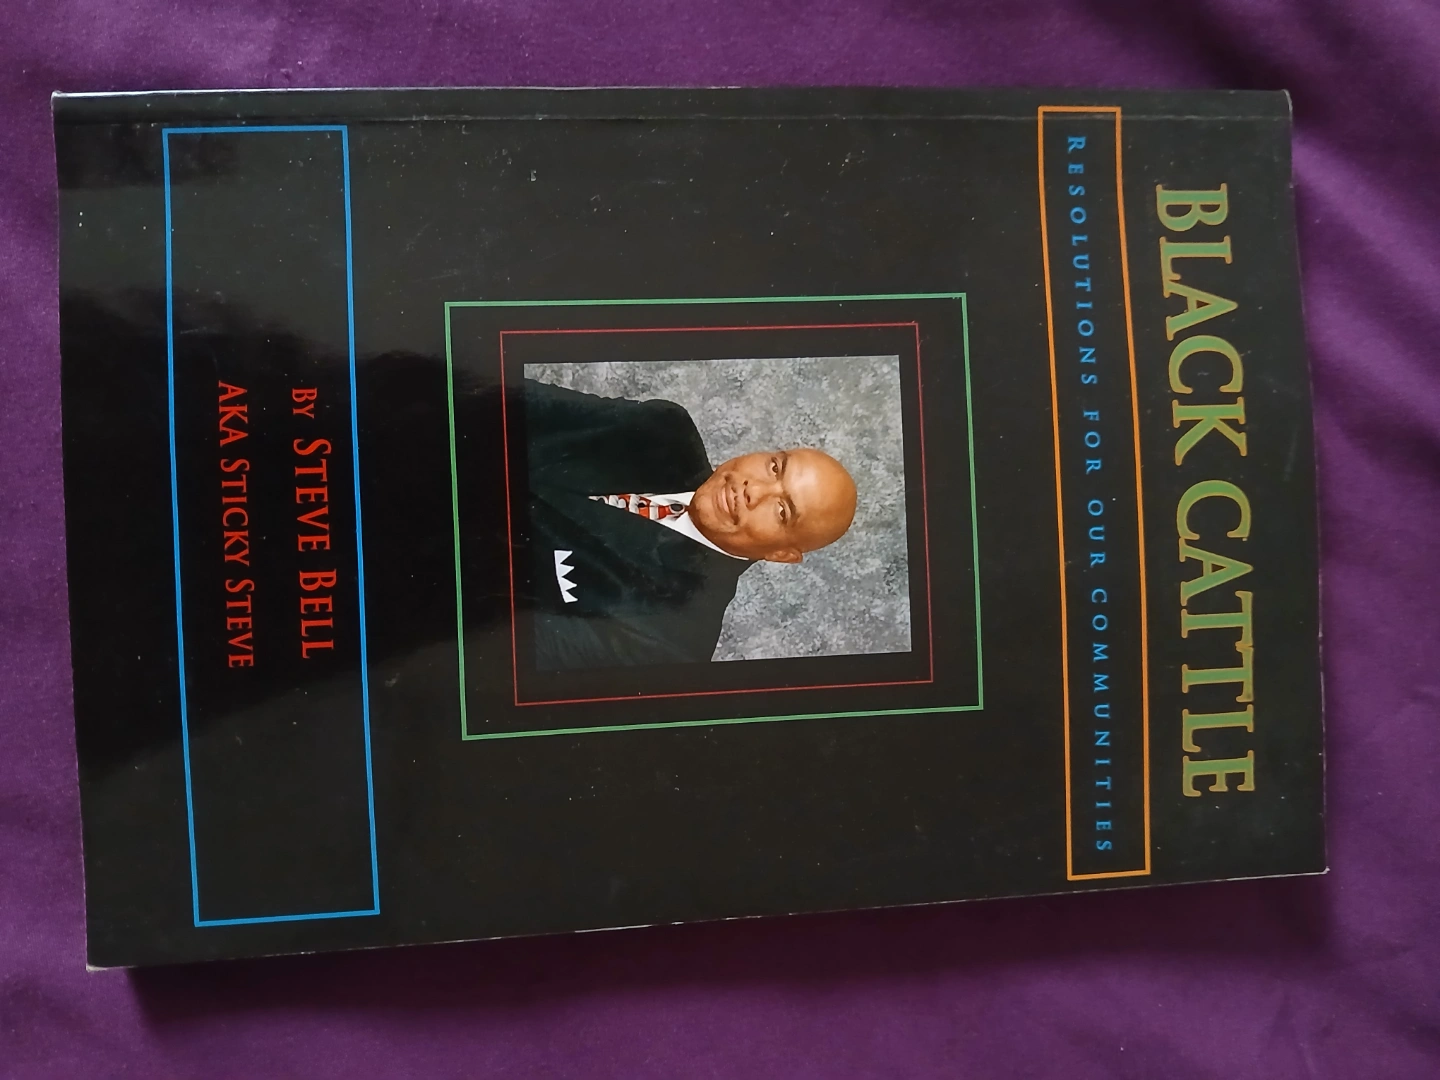 BLACK CATTLE
RESOLUTIONS FOR OUR COMMUNITIES
BY STEVE BELL
AKA STICKY STEVE